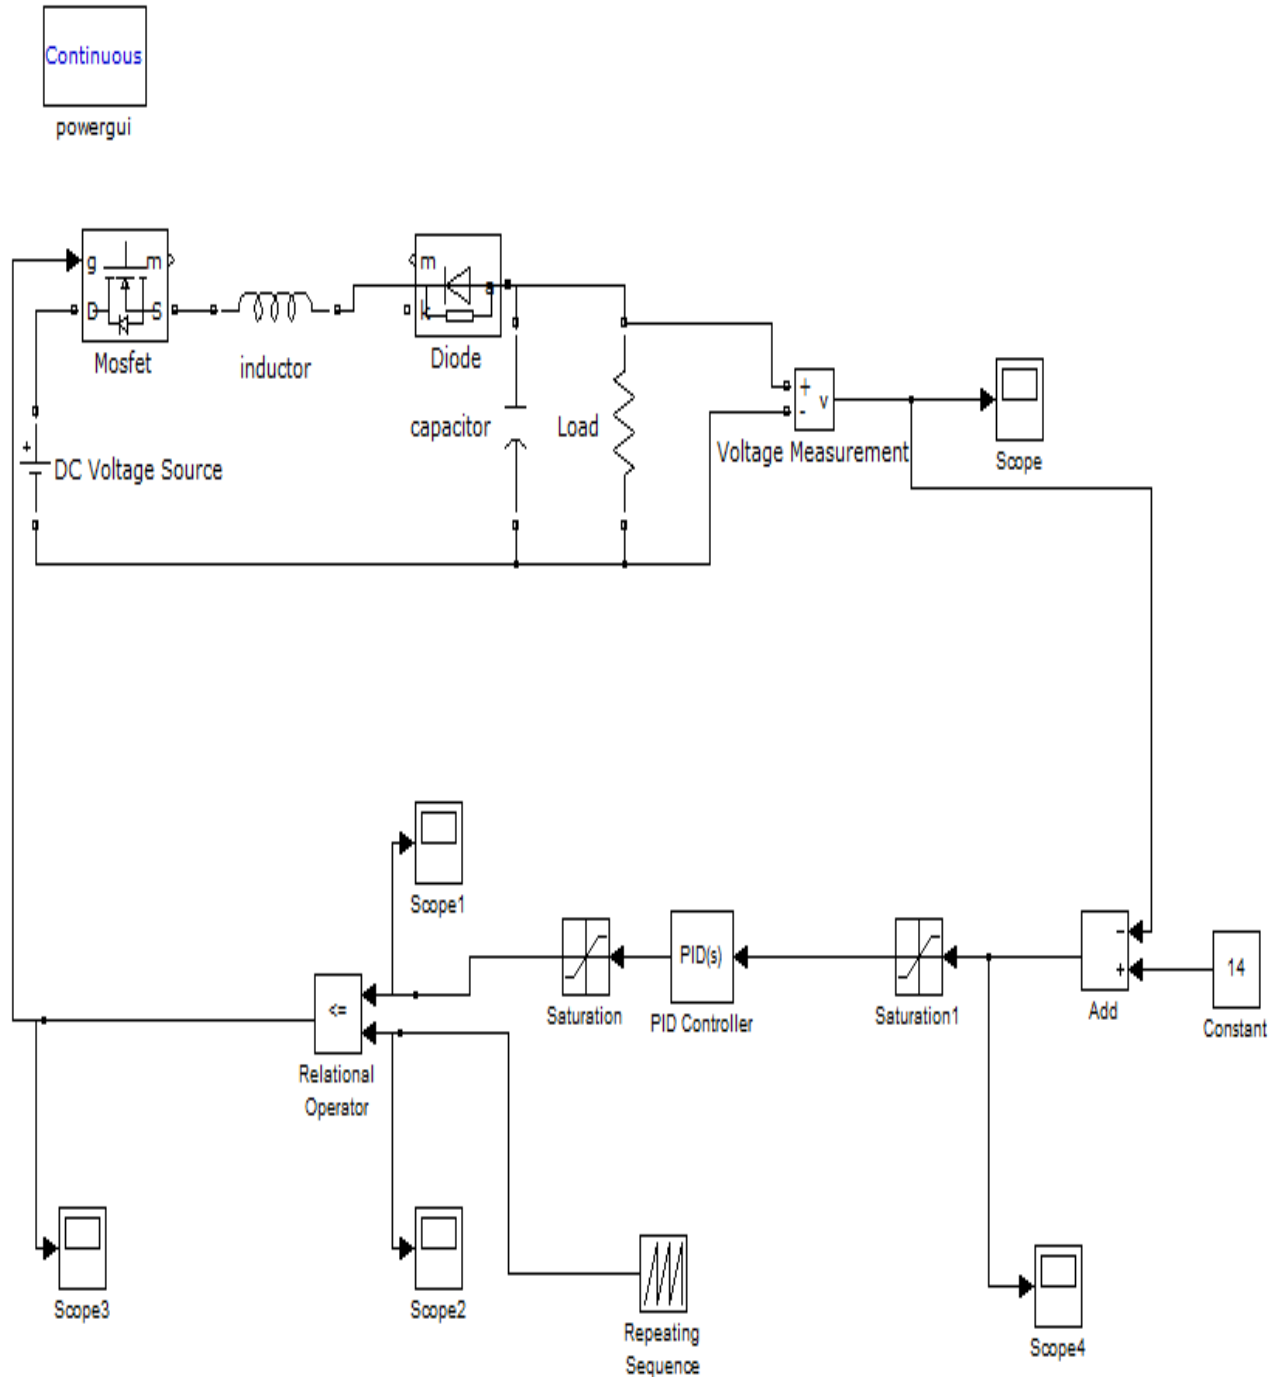 Continuous
powergui
g
m
D
S
Mosfet
inductor
m
a
k
Diode
+
DC Voltage Source
capacitor
Load
+
-
v
Voltage Measurement
Scope
Scope1
<=
Relational
Operator
Saturation
PID(s)
PID Controller
Saturation1
-
+
Add
14
Constant
Scope3
Scope2
Repeating
Sequence
Scope4